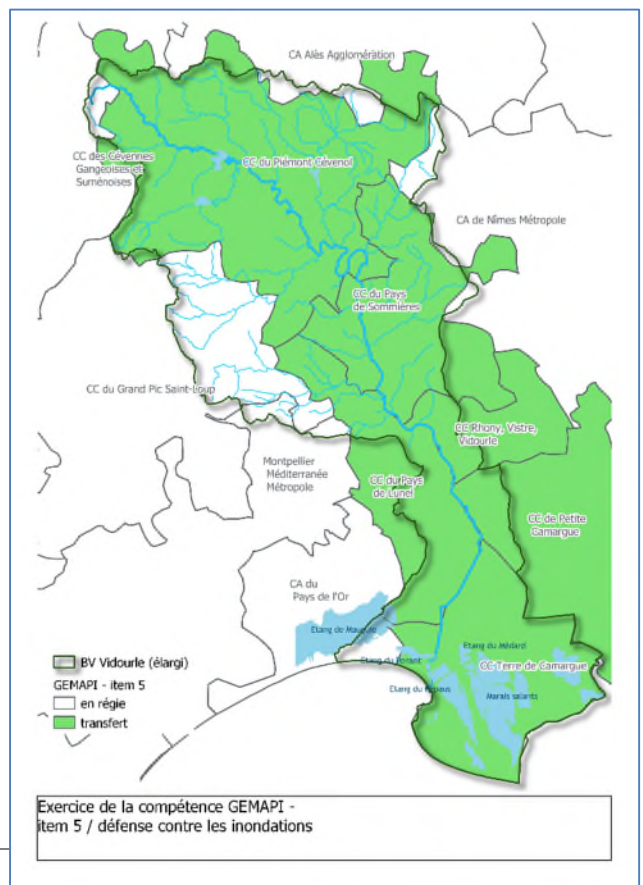 CA Alès Agglomération
CC des Cévennes
Gangeoises et
Suménoises
CC du Piémont Cévenol
CA de Nîmes Métropole
CC du Pays
de Sommières
CC du Grand Pic Saint-Loup
CC Rhony, Vistre,
Vidourle
Montpellier
Méditerranée
Métropole
CC du Pays
de Lunel
CC de Petite
Camargue
CA du
Pays de l'Or
Etang de Mauguio
Etang du Ponant
Etang du Médard
CC Terre de Camargue
Marais salants
BV Vidourle (élargi)
GEMAPI - item 5
en régie
transfert
Exercice de la compétence GEMAPI -
item 5 / défense contre les inondations